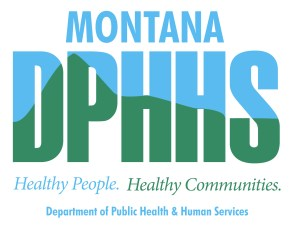 MONTANA
DPHHS
Healthy People. Healthy Communities.
Department of Public Health & Human Services